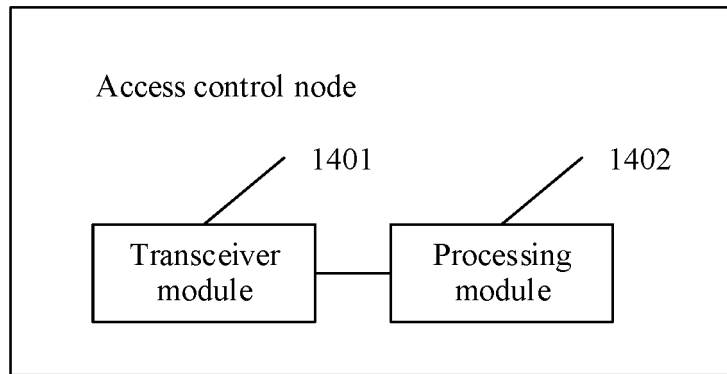 Access control node
1401
1402
Transceiver
module
Processing
module